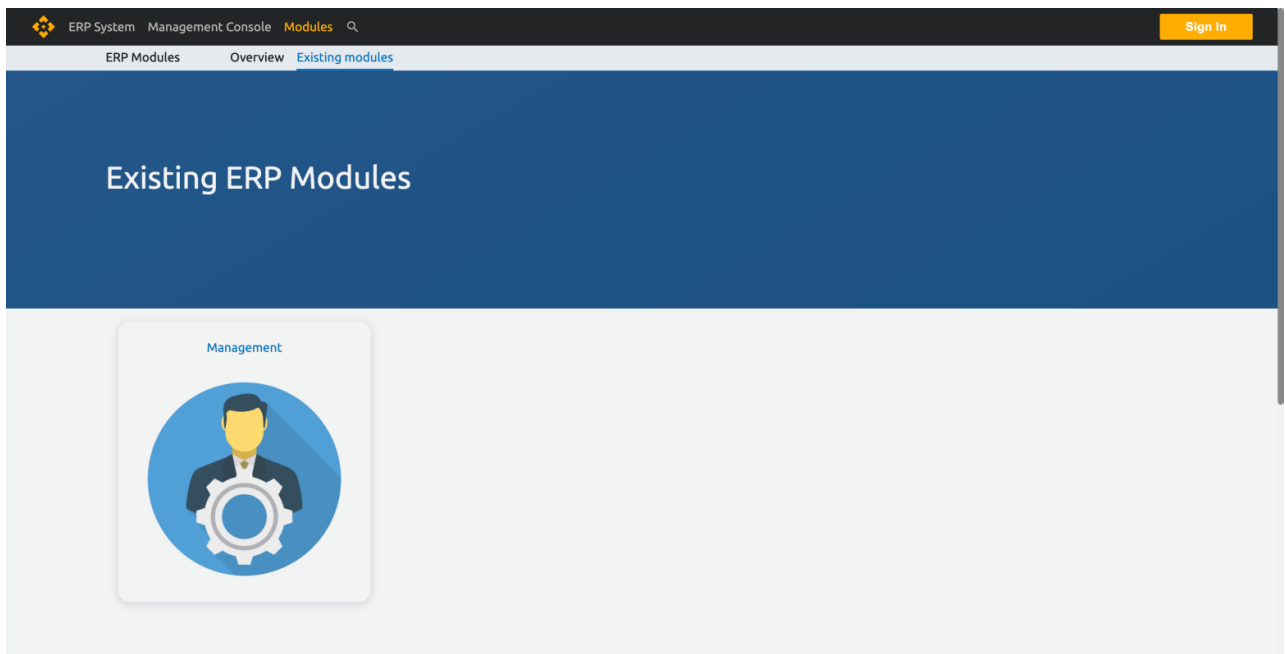 ERP System Management Console Modules Sign In
ERP Modules Overview Existing modules
Existing ERP Modules
Management